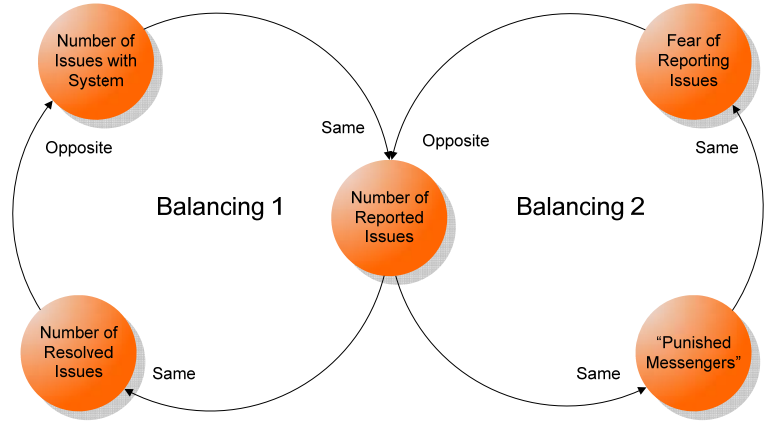 Number of
Issues with
System
Fear of
Reporting
Issues
Same
Opposite
Opposite
Same
Balancing 1
Number of
Reported
Issues
Balancing 2
Number of
Resolved
Issues
Same
Same
“Punished
Messengers”